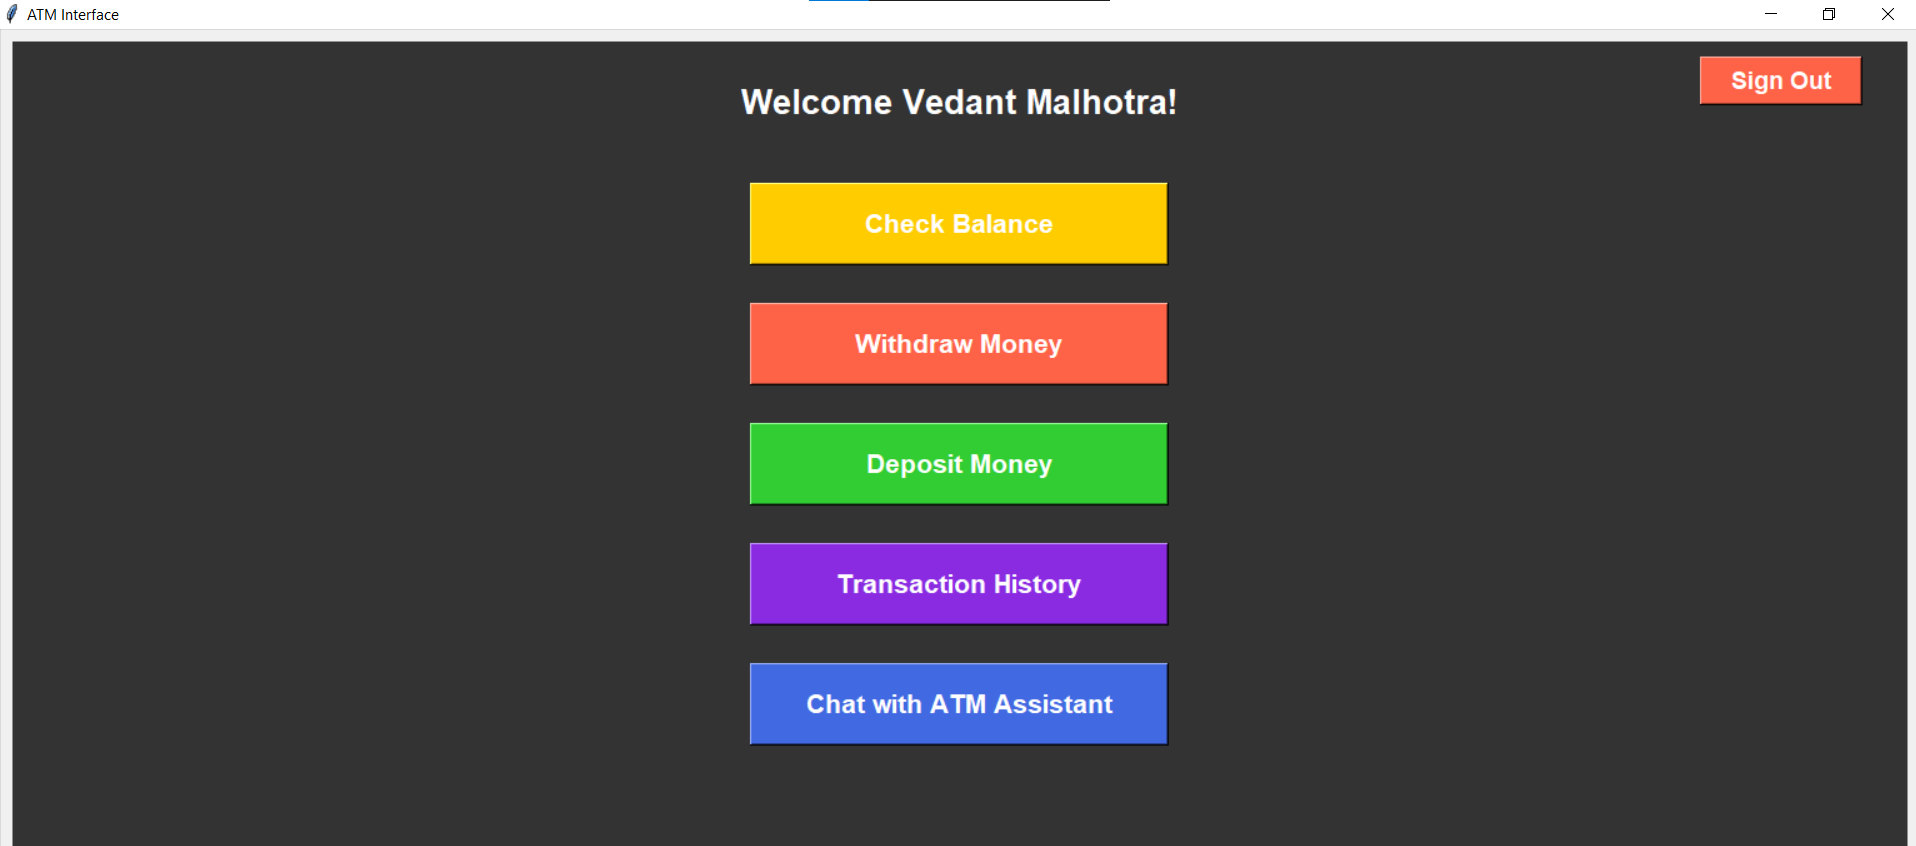 ATM Interface
Sign Out
Welcome Vedant Malhotra!
Check Balance
Withdraw Money
Deposit Money
Transaction History
Chat with ATM Assistant